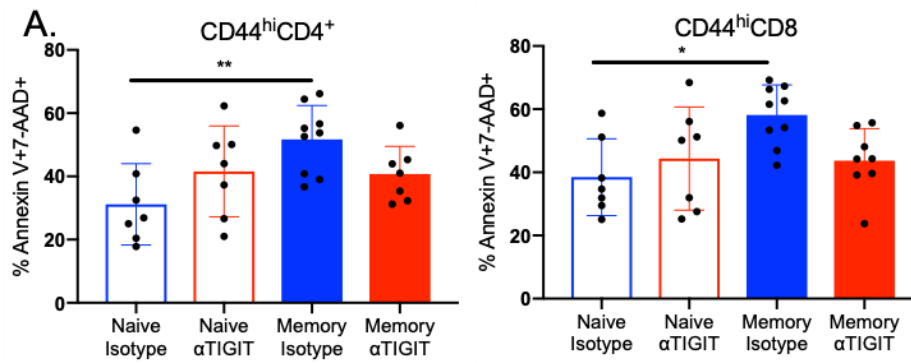 A.
CD44hiCD4+
% Annexin V+7-AAD+
80
60
40
20
0
**
Naive
Isotype
Naive
αTIGIT
Memory
Isotype
Memory
αTIGIT
CD44hiCD8
% Annexin V+7-AAD+
80
60
40
20
0
*
Naive
Isotype
Naive
αTIGIT
Memory
Isotype
Memory
αTIGIT